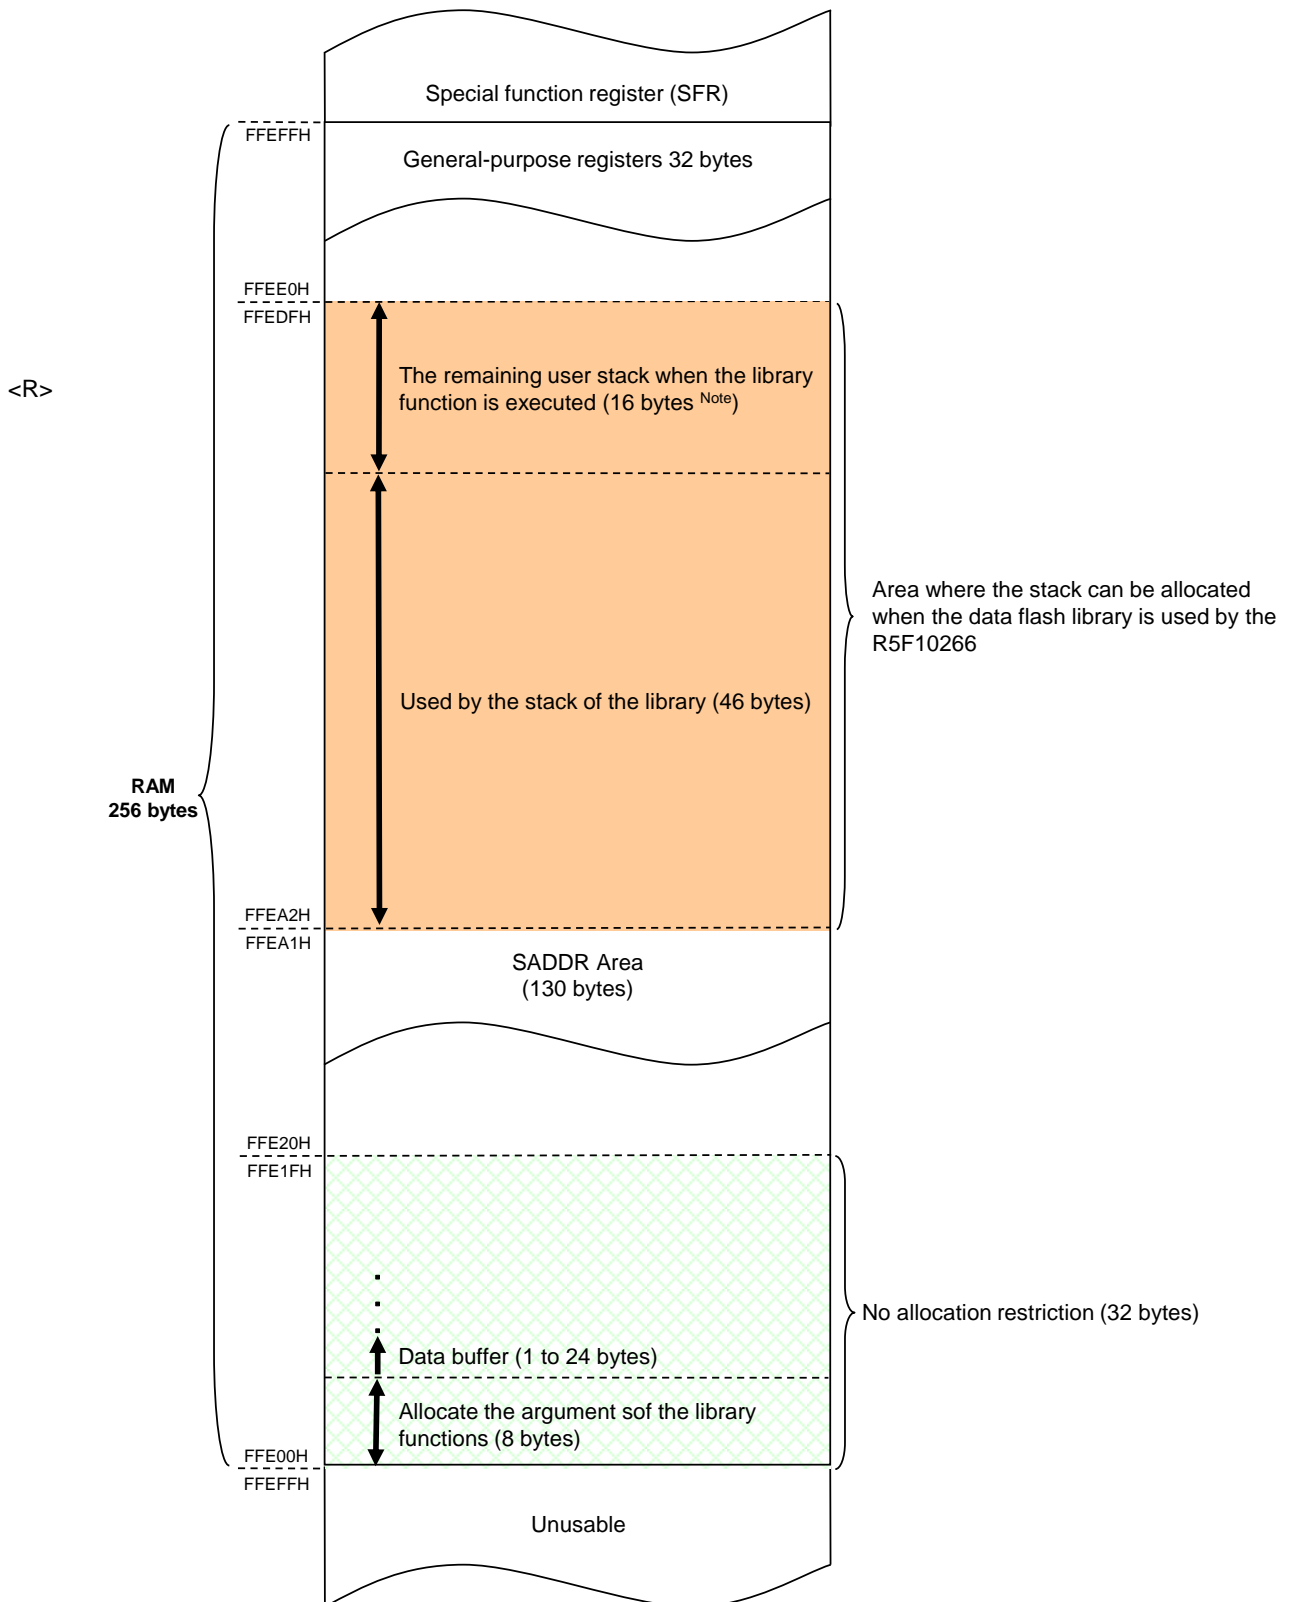 Special function register (SFR)
FFEFFH
General-purpose registers 32 bytes
FFEE0H
FFEDFH
<R>
The remaining user stack when the library
function is executed (16 bytes Note)
Area where the stack can be allocated
when the data flash library is used by the
R5F10266
Used by the stack of the library (46 bytes)
RAM
256 bytes
FFEA2H
FFEA1H
SADDR Area
(130 bytes)
FFE20H
FFE1FH
No allocation restriction (32 bytes)
Data buffer (1 to 24 bytes)
Allocate the argument sof the library
functions (8 bytes)
FFE00H
FFEFFH
Unusable